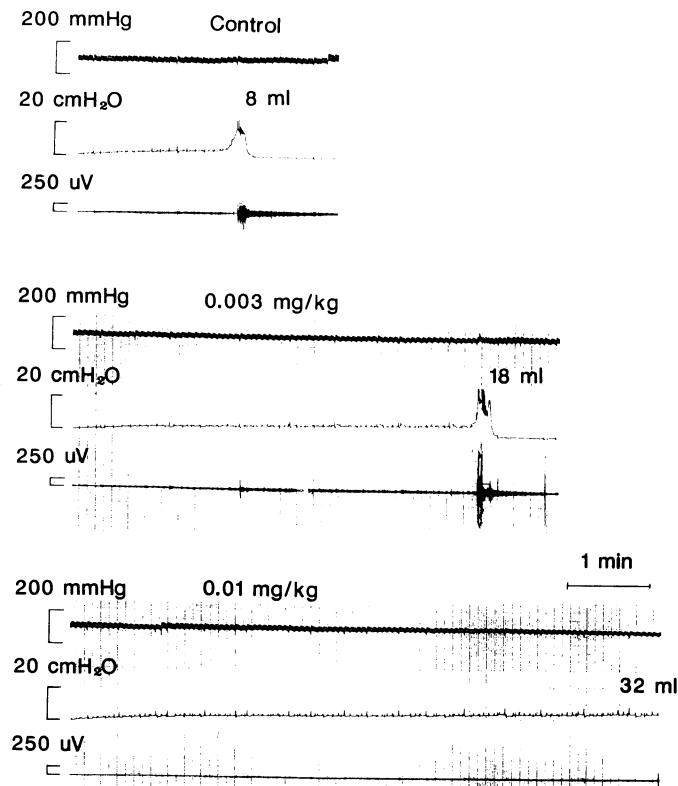 200 mmHg Control
20 cmH₂O 8 ml
250 uV
200 mmHg 0.003 mg/kg
20 cmH₂O 18 ml
250 uV
1 min
200 mmHg 0.01 mg/kg
20 cmH₂O
32 ml
250 uV